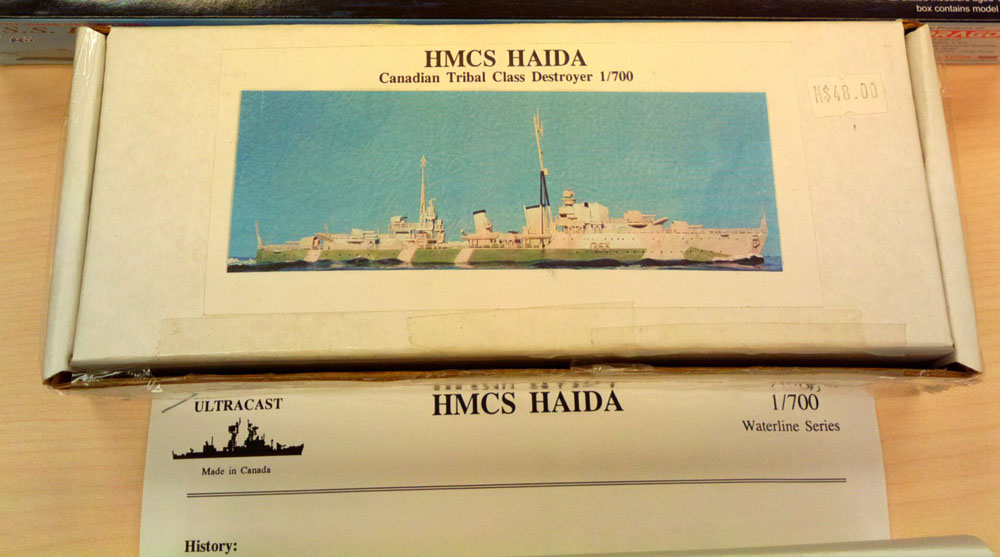 box contains model
S.S.
HMCS HAIDA
Canadian Tribal Class Destroyer 1/700
H$48.00
G63
ULTRACAST
HMCS HAIDA
1/700
Waterline Series
Made in Canada
History: